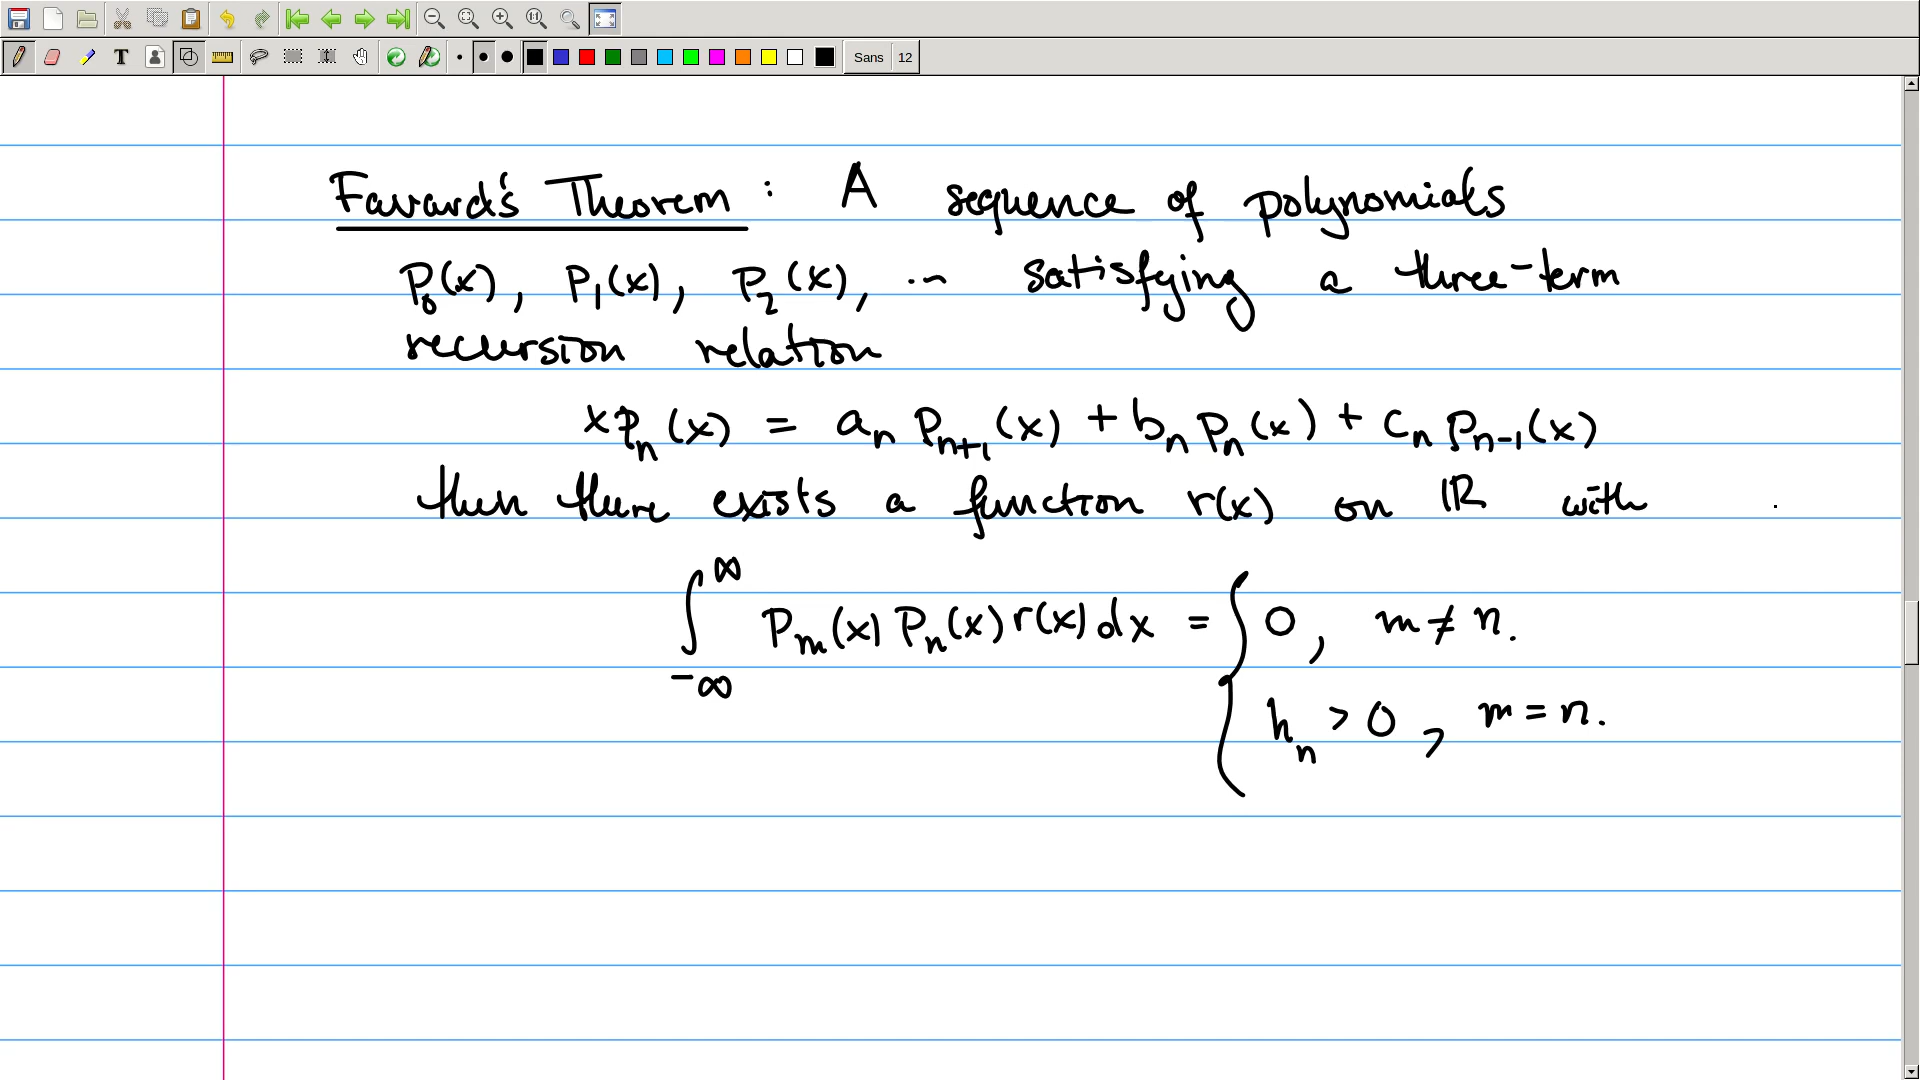 T Sans 12
Favard's Theorem : A sequence of polynomials
P₀(x), P₁(x), P₂(x), ... satisfying a three-term
recursion relation
xPₙ(x) = aₙ Pₙ₊₁(x) + bₙ Pₙ(x) + cₙ Pₙ₋₁(x)
then there exists a function r(x) on ℝ with
∫_{-∞}^{∞} Pₘ(x) Pₙ(x) r(x) dx = { 0, m ≠ n.
hₙ > 0, m = n.